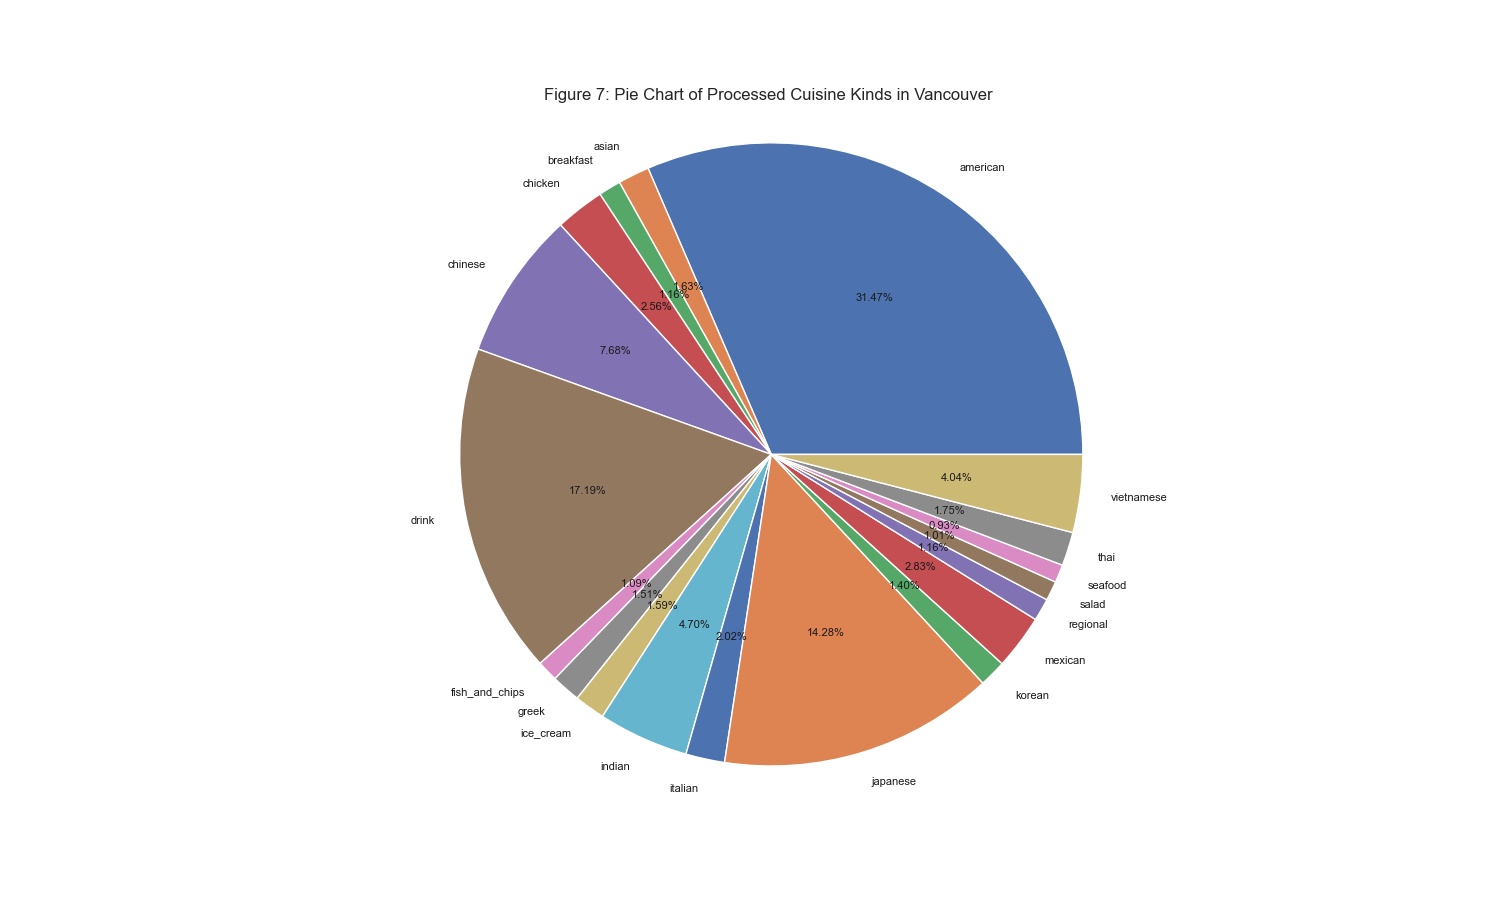 Figure 7: Pie Chart of Processed Cuisine Kinds in Vancouver
american
31.47%
asian
1.63%
breakfast
1.16%
chicken
2.56%
chinese
7.68%
drink
17.19%
fish_and_chips
1.09%
greek
1.51%
ice_cream
1.59%
indian
4.70%
italian
2.02%
japanese
14.28%
korean
1.40%
mexican
2.83%
regional
1.16%
salad
1.01%
seafood
0.93%
thai
1.75%
vietnamese
4.04%